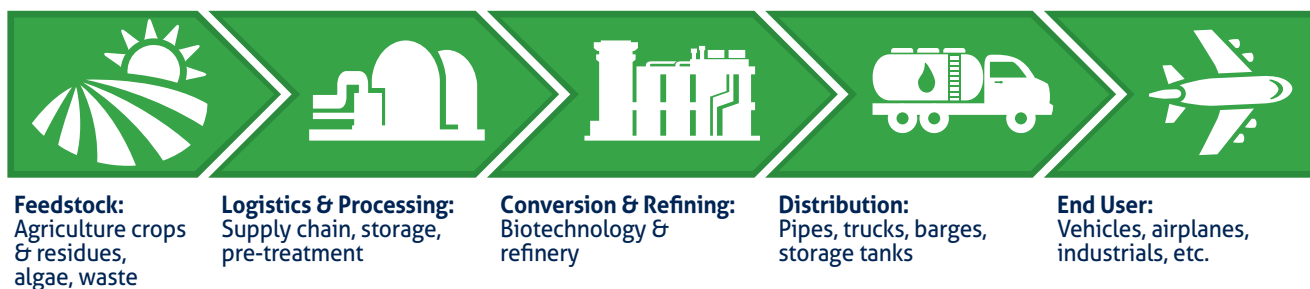 Feedstock:
Agriculture crops
& residues,
algae, waste
Logistics & Processing:
Supply chain, storage,
pre-treatment
Conversion & Refining:
Biotechnology &
refinery
Distribution:
Pipes, trucks, barges,
storage tanks
End User:
Vehicles, airplanes,
industrials, etc.